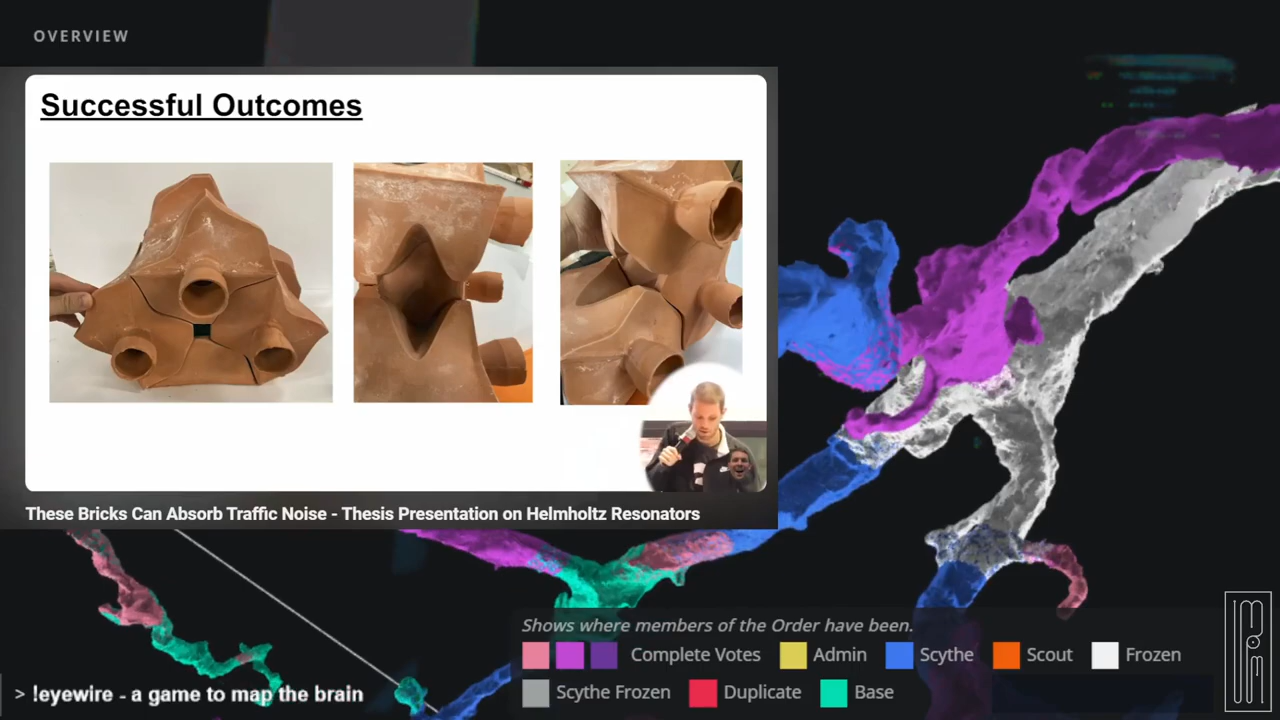 OVERVIEW
Successful Outcomes
These Bricks Can Absorb Traffic Noise - Thesis Presentation on Helmholtz Resonators
Shows where members of the Order have been.
Complete Votes Admin Scythe Scout Frozen
Scythe Frozen Duplicate Base
> !eyewire - a game to map the brain